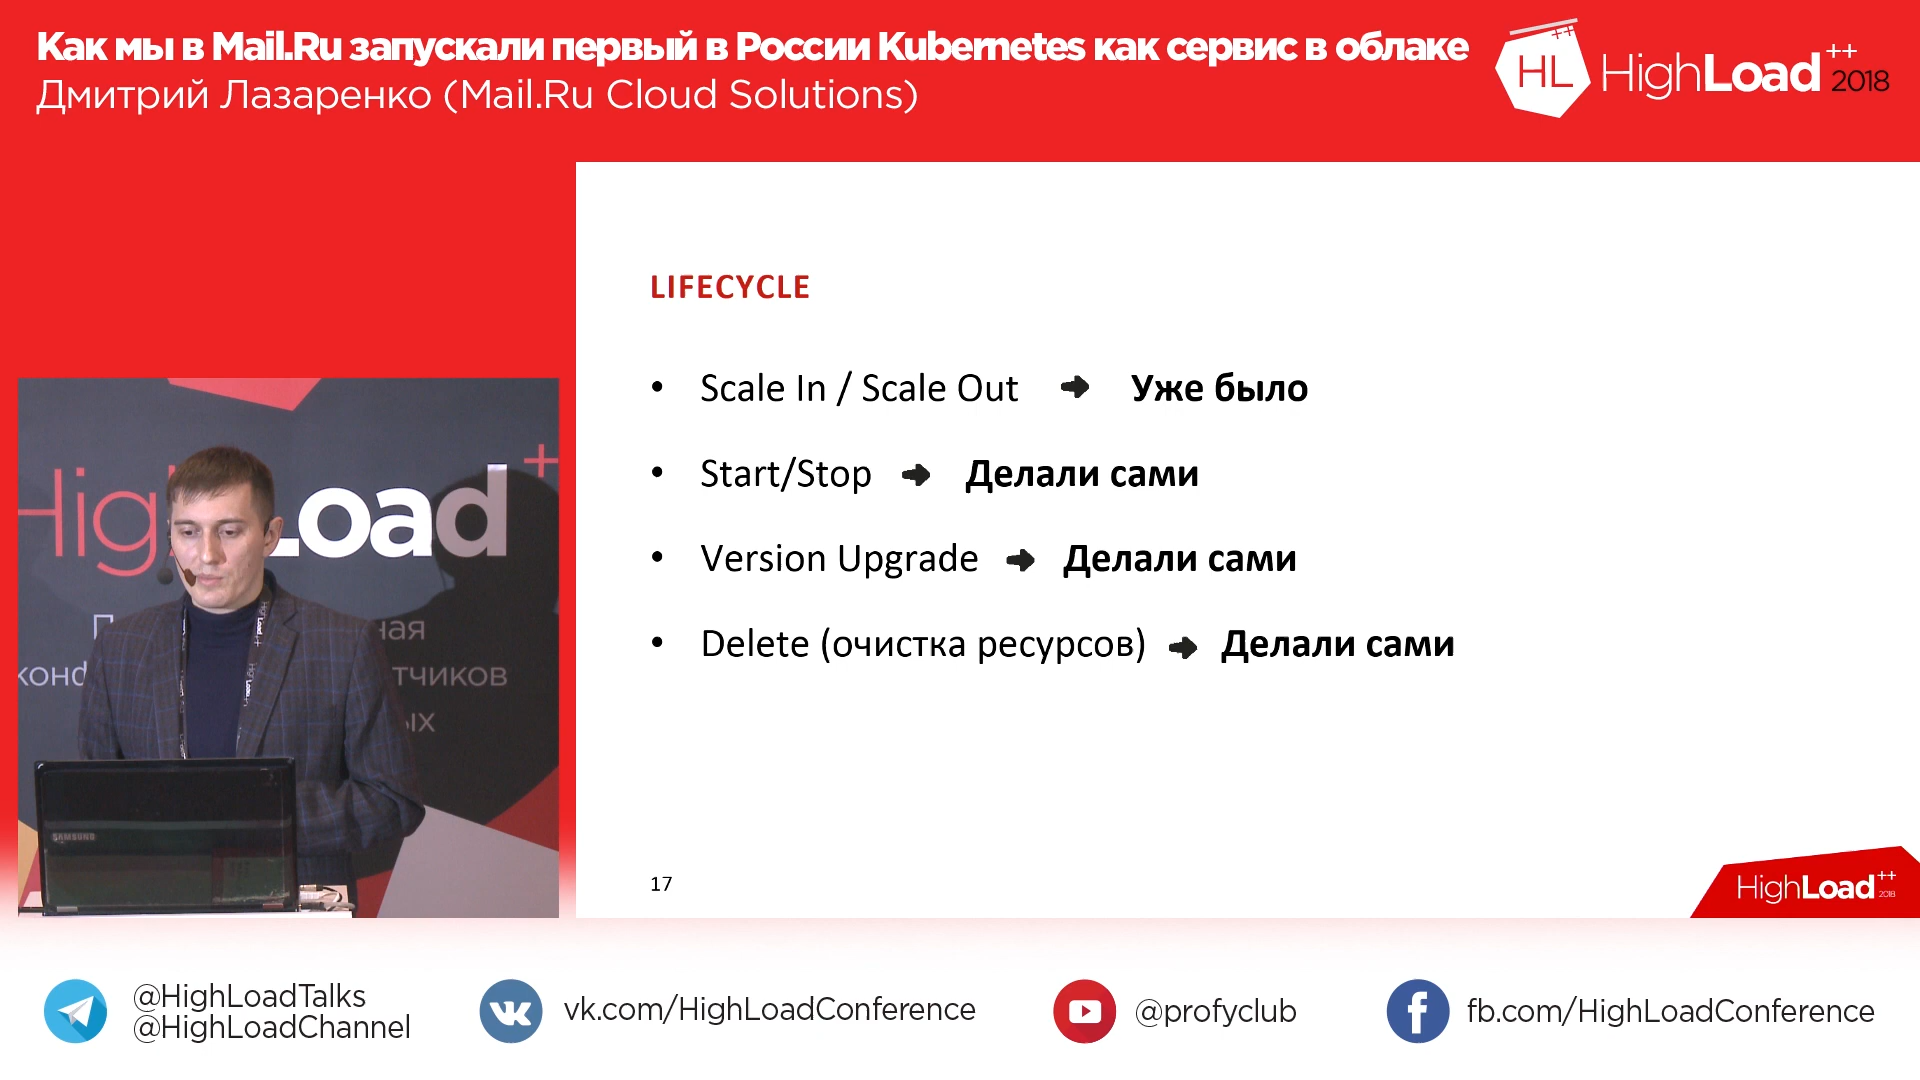 Как мы в Mail.Ru запускали первый в России Kubernetes как сервис в облаке
Дмитрий Лазаренко (Mail.Ru Cloud Solutions)
HL++
HighLoad++ 2018
LIFECYCLE
• Scale In / Scale Out → Уже было
• Start/Stop → Делали сами
• Version Upgrade → Делали сами
• Delete (очистка ресурсов) → Делали сами
17
HighLoad++ 2018
SAMSUNG
@HighLoadTalks
@HighLoadChannel
vk.com/HighLoadConference
@profyclub
fb.com/HighLoadConference